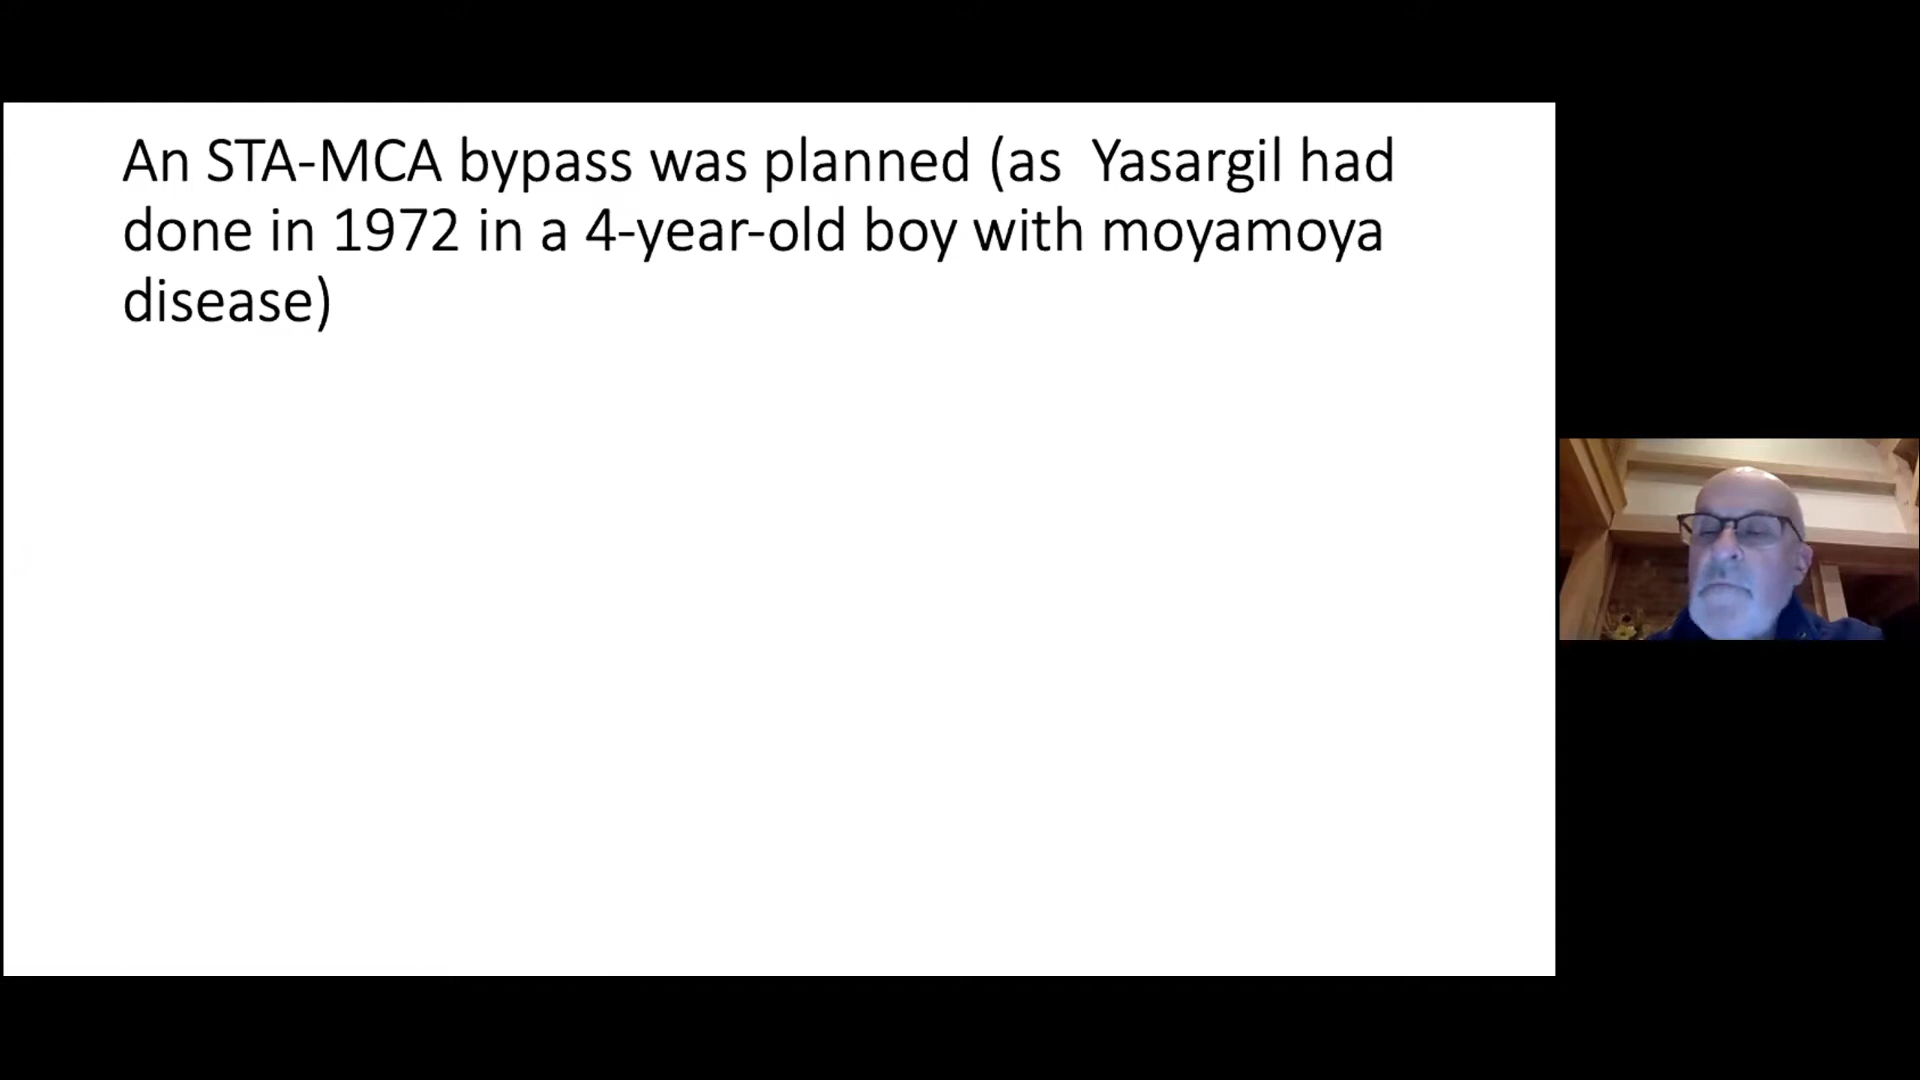 An STA-MCA bypass was planned (as  Yasargil had
done in 1972 in a 4-year-old boy with moyamoya
disease)